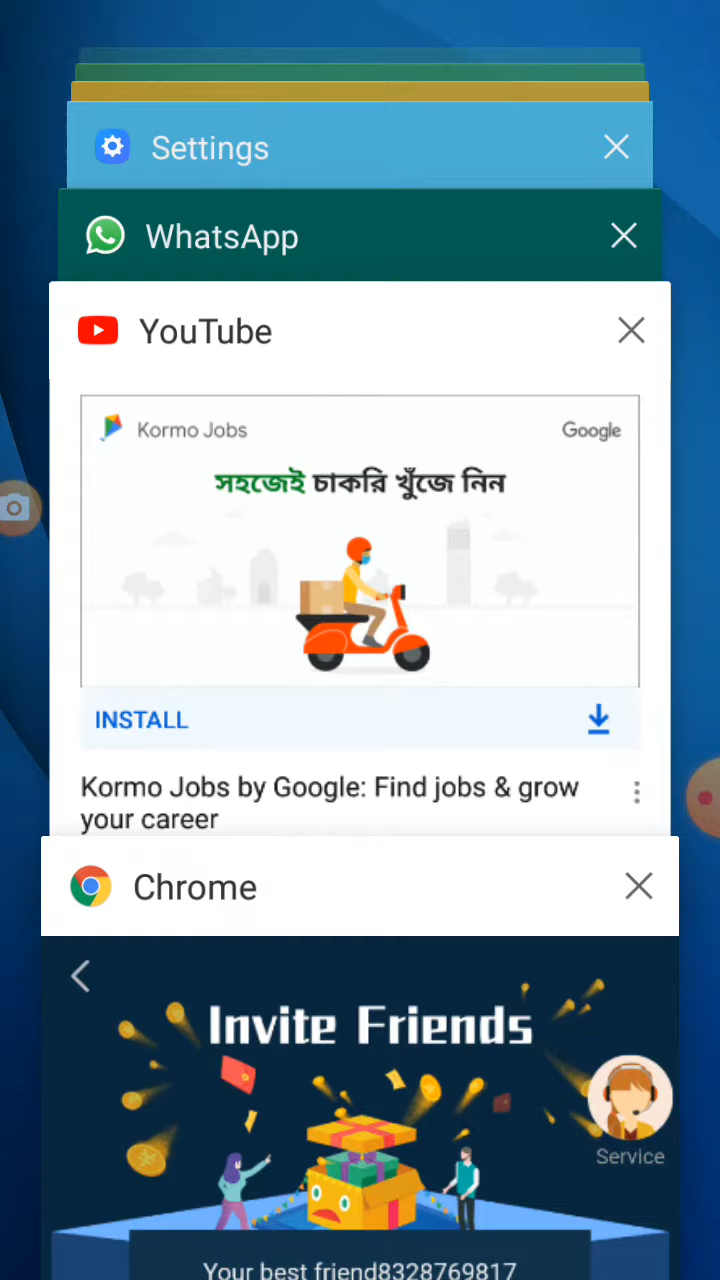 Settings
WhatsApp
YouTube
Kormo Jobs
Google
সহজেই চাকরি খুঁজে নিন
INSTALL
Kormo Jobs by Google: Find jobs & grow
your career
Chrome
Invite Friends
Service
Your best friend8328769817